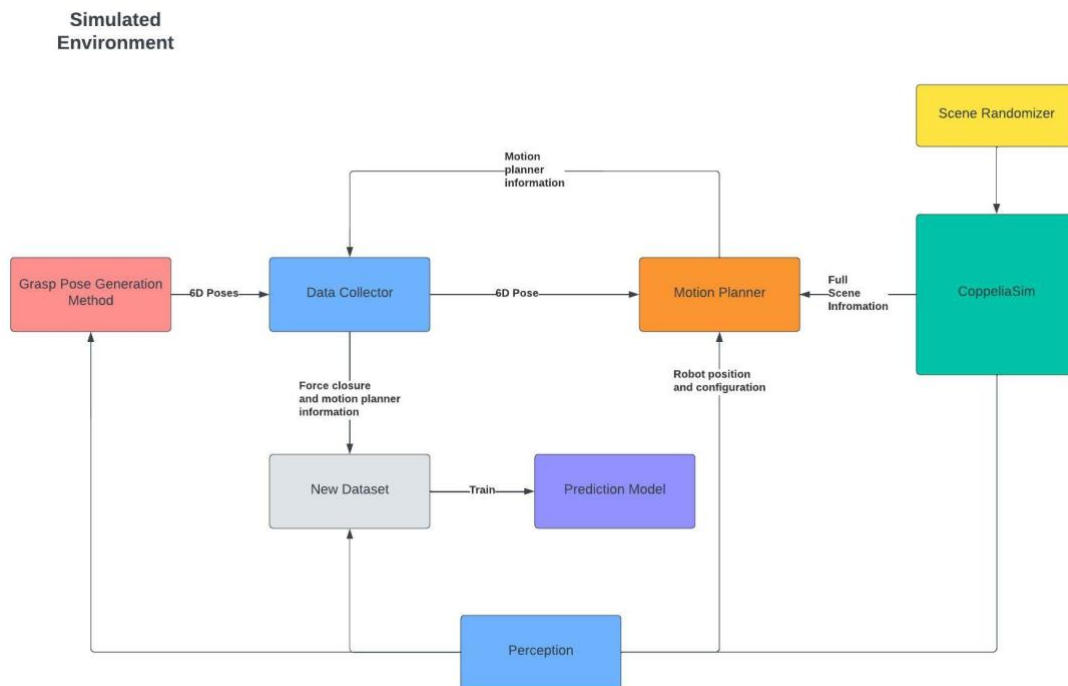 Simulated
Environment
Scene Randomizer
Motion
planner
information
Grasp Pose Generation
Method
6D Poses
Data Collector
6D Pose
Motion Planner
Full
Scene
Infromation
CoppeliaSim
Force closure
and motion planner
information
Robot position
and configuration
New Dataset
Train
Prediction Model
Perception